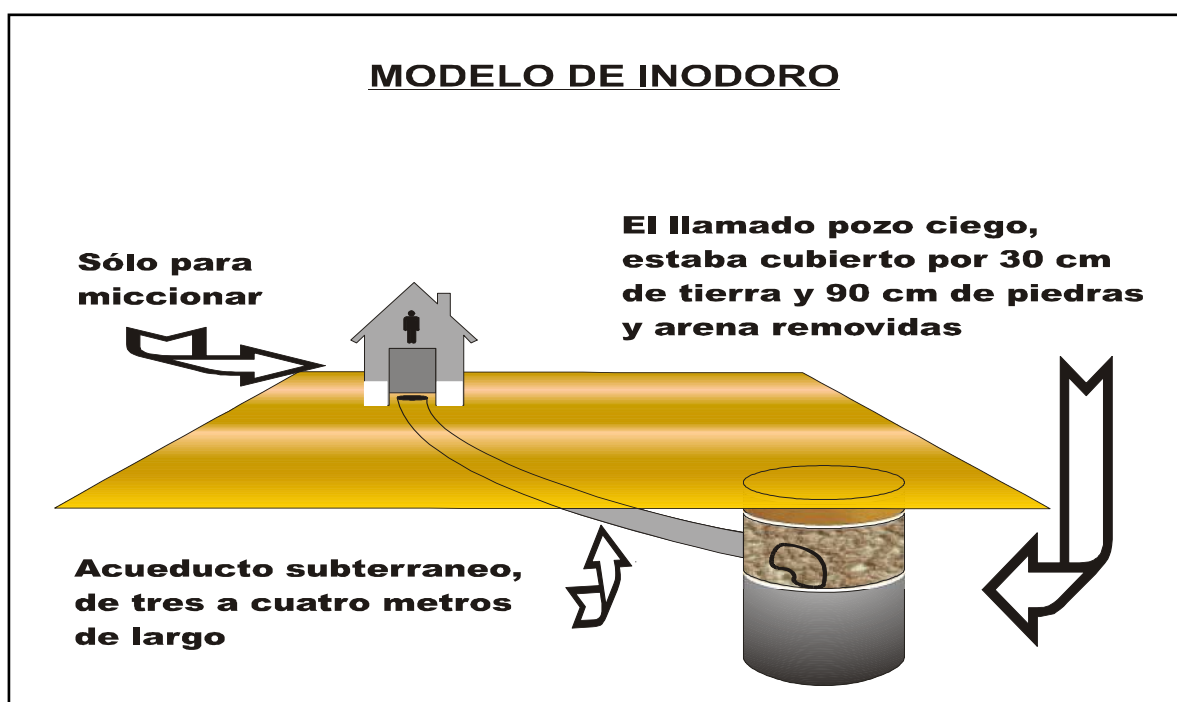 MODELO DE INODORO
Sólo para
miccionar
El llamado pozo ciego,
estaba cubierto por 30 cm
de tierra y 90 cm de piedras
y arena removidas
Acueducto subterraneo,
de tres a cuatro metros
de largo